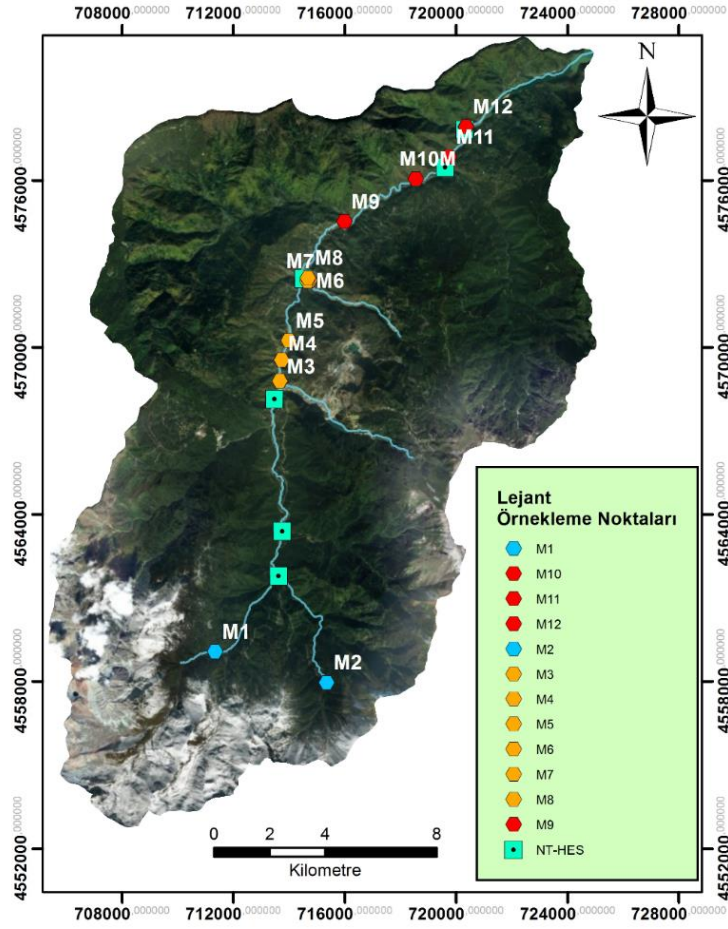 708000.000000 712000.000000 716000.000000 720000.000000 724000.000000 728000.000000
N
M12
M11
M10M
4576000.000000
4576000.000000
M9
M8
M7
M6
M5
4570000.000000
4570000.000000
M4
M3
Lejant
Örnekleme Noktaları
4564000.000000
4564000.000000
M1
M10
M11
M12
M2
M3
M4
M5
M6
M7
M8
M9
NT-HES
M1
M2
4558000.000000
4558000.000000
0 2 4 8
Kilometre
4552000.000000
4552000.000000
708000.000000 712000.000000 716000.000000 720000.000000 724000.000000 728000.000000